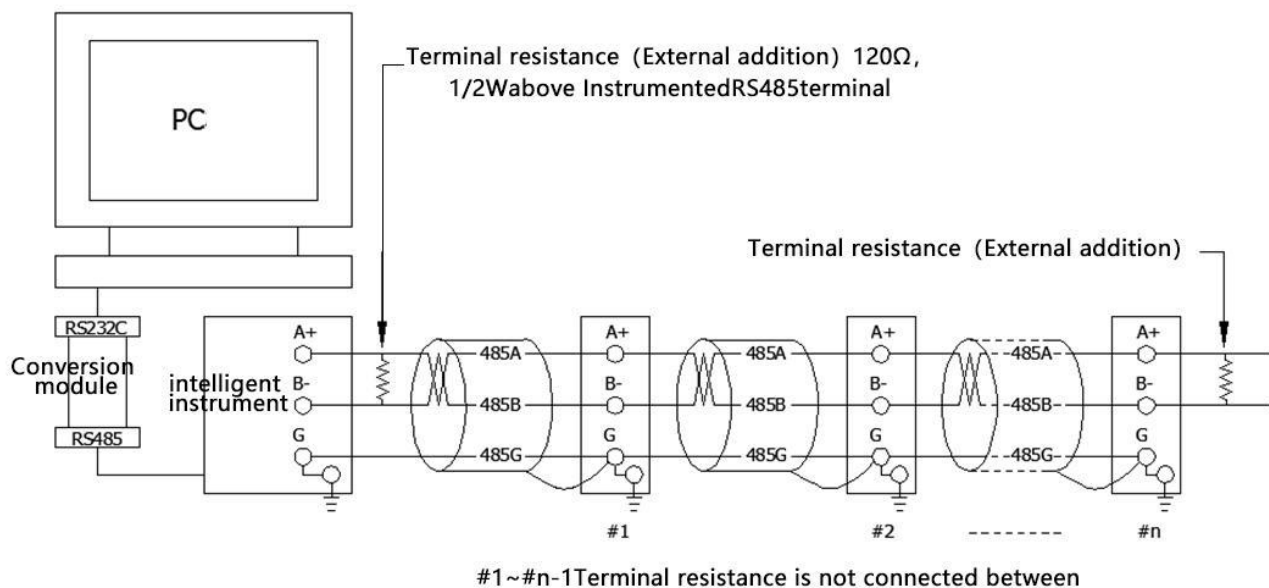 Terminal resistance (External addition) 120Ω,
1/2Wabove InstrumentedRS485terminal
PC
Terminal resistance (External addition)
RS232C
Conversion
module
RS485
intelligent
instrument
A+
B-
G
485A
485B
485G
A+
B-
G
#1
485A
485B
485G
A+
B-
G
#2
485A
485B
485G
A+
B-
G
#n
#1~#n-1Terminal resistance is not connected between